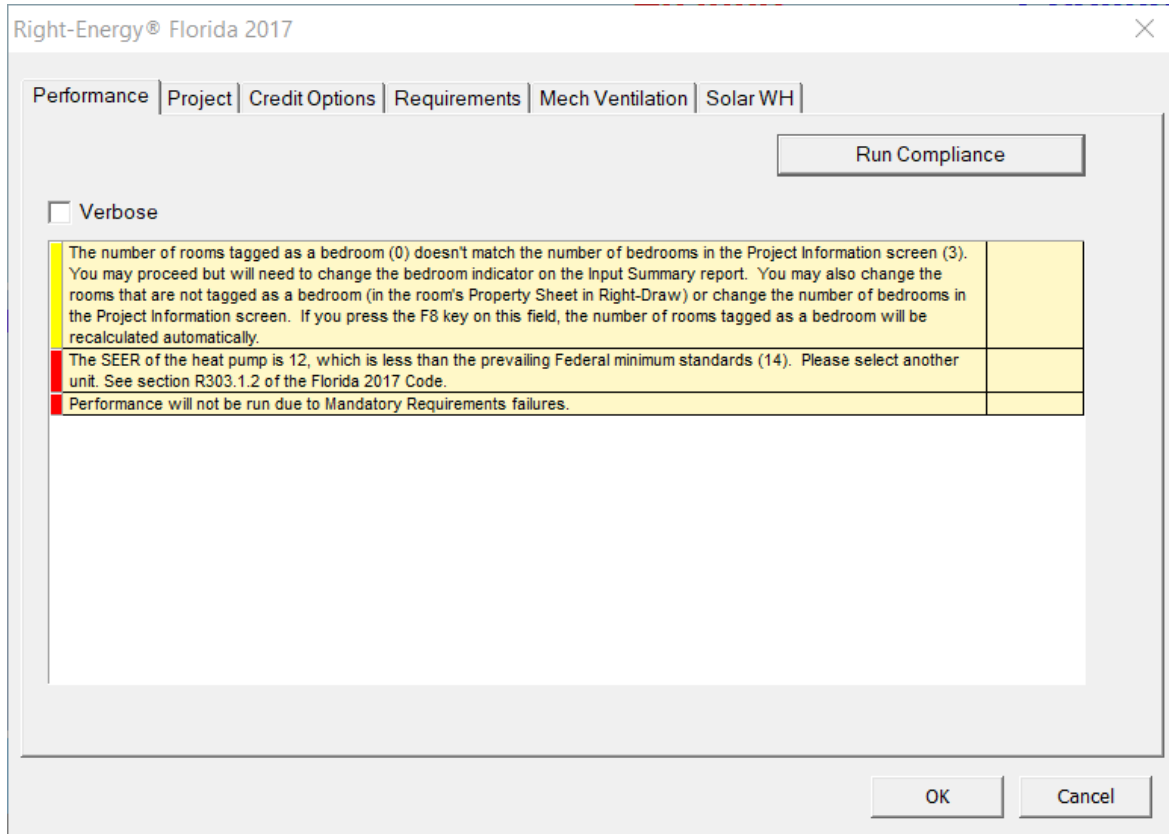 Right-Energy® Florida 2017
Performance
Project
Credit Options
Requirements
Mech Ventilation
Solar WH
Run Compliance
Verbose
The number of rooms tagged as a bedroom (0) doesn't match the number of bedrooms in the Project Information screen (3).
You may proceed but will need to change the bedroom indicator on the Input Summary report. You may also change the
rooms that are not tagged as a bedroom (in the room's Property Sheet in Right-Draw) or change the number of bedrooms in
the Project Information screen. If you press the F8 key on this field, the number of rooms tagged as a bedroom will be
recalculated automatically.
The SEER of the heat pump is 12, which is less than the prevailing Federal minimum standards (14). Please select another
unit. See section R303.1.2 of the Florida 2017 Code.
Performance will not be run due to Mandatory Requirements failures.
OK
Cancel